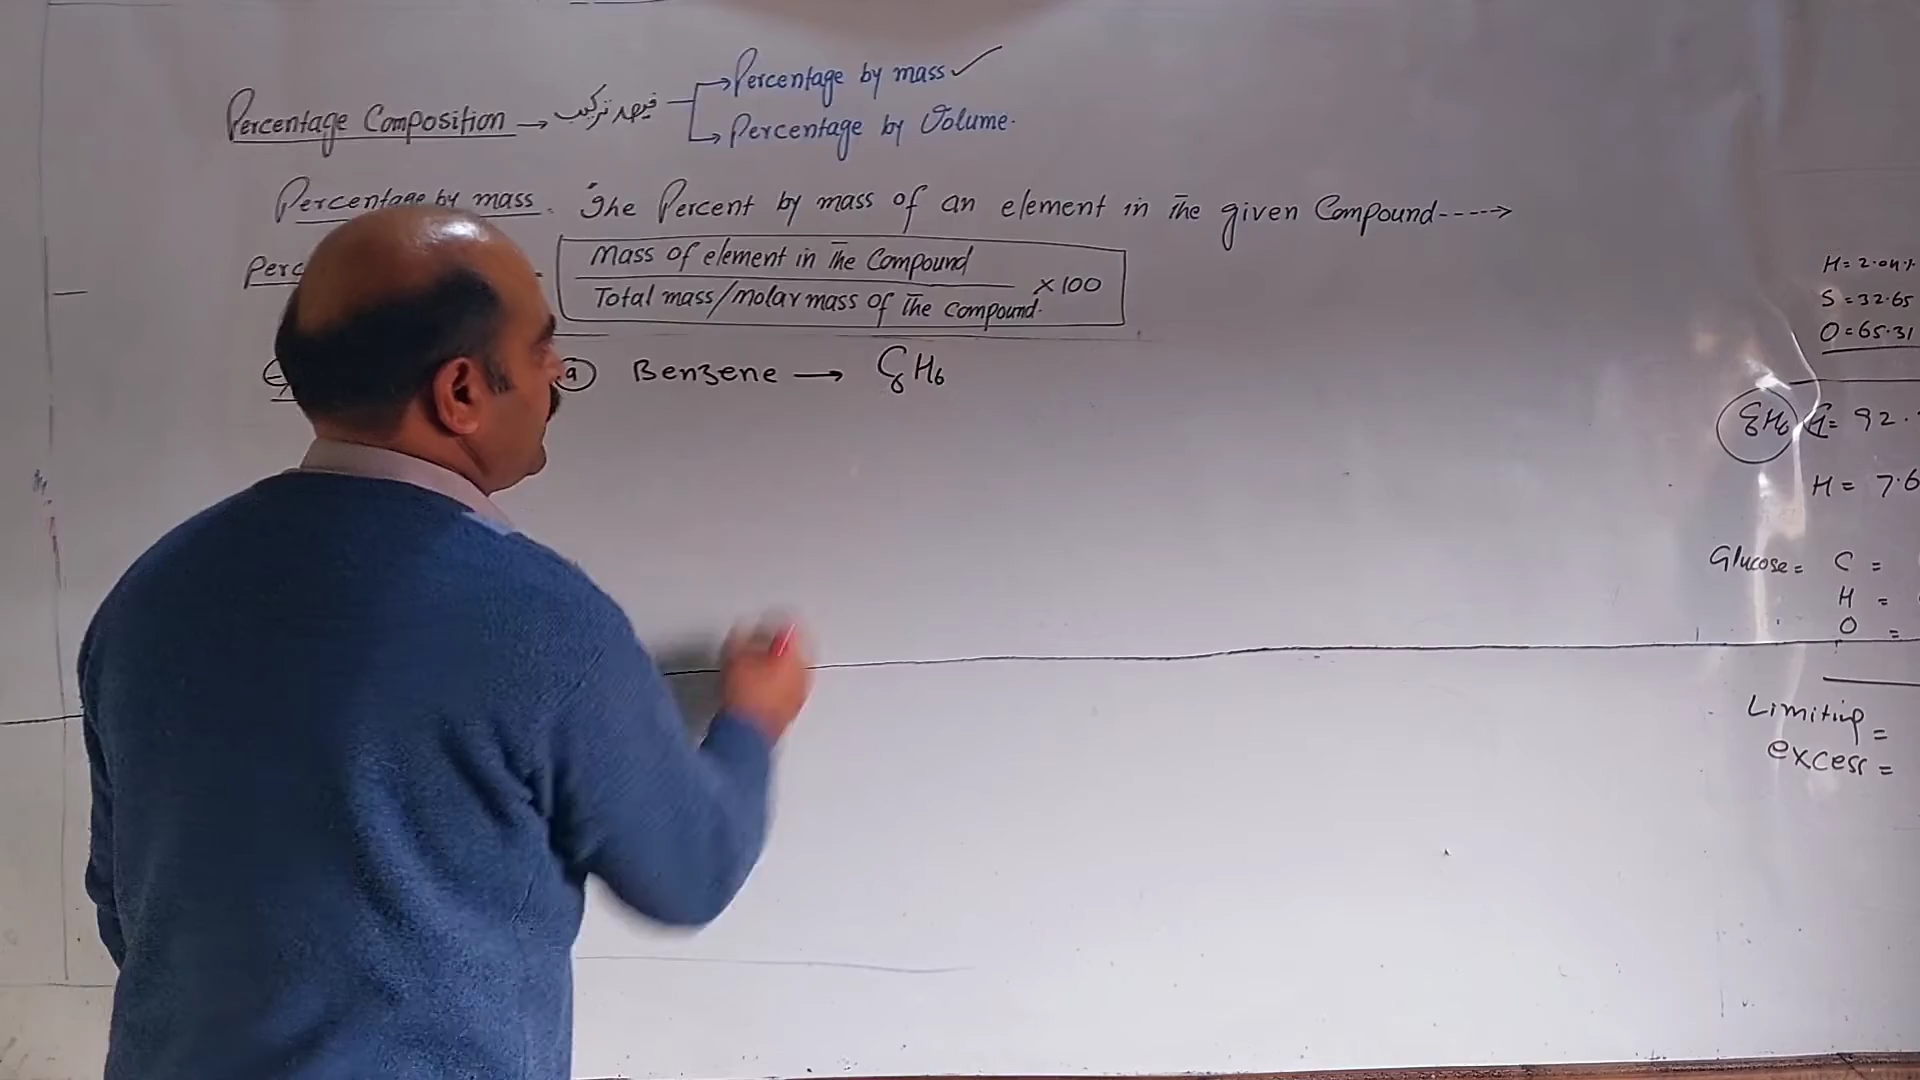 Percentage Composition → فیصد ترکیب
→ Percentage by mass ✓
→ Percentage by Volume.
Percentage by mass. The Percent by mass of an element in The given Compound ----->
Mass of element in The Compound
Total mass/molar mass of The compound.
×100
ⓐ Benzene → C6H6
H = 2.04%
S = 32.65
O = 65.31
C6H6 C = 92.
H = 7.6
Glucose = C =
H =
O =
Limiting =
excess =